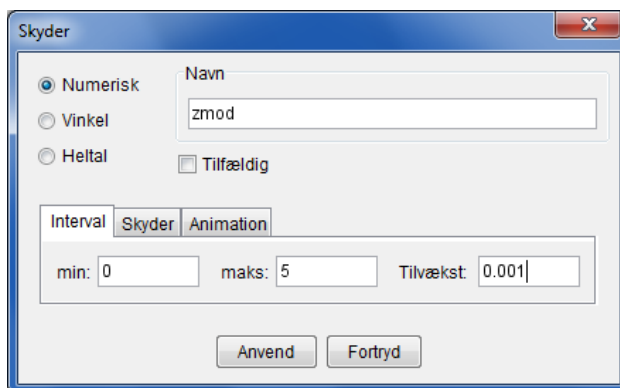 Skyder
Numerisk
Vinkel
Heltal
Navn
zmod
Tilfældig
Interval Skyder Animation
min: 0 maks: 5 Tilvækst: 0.001
Anvend Fortryd